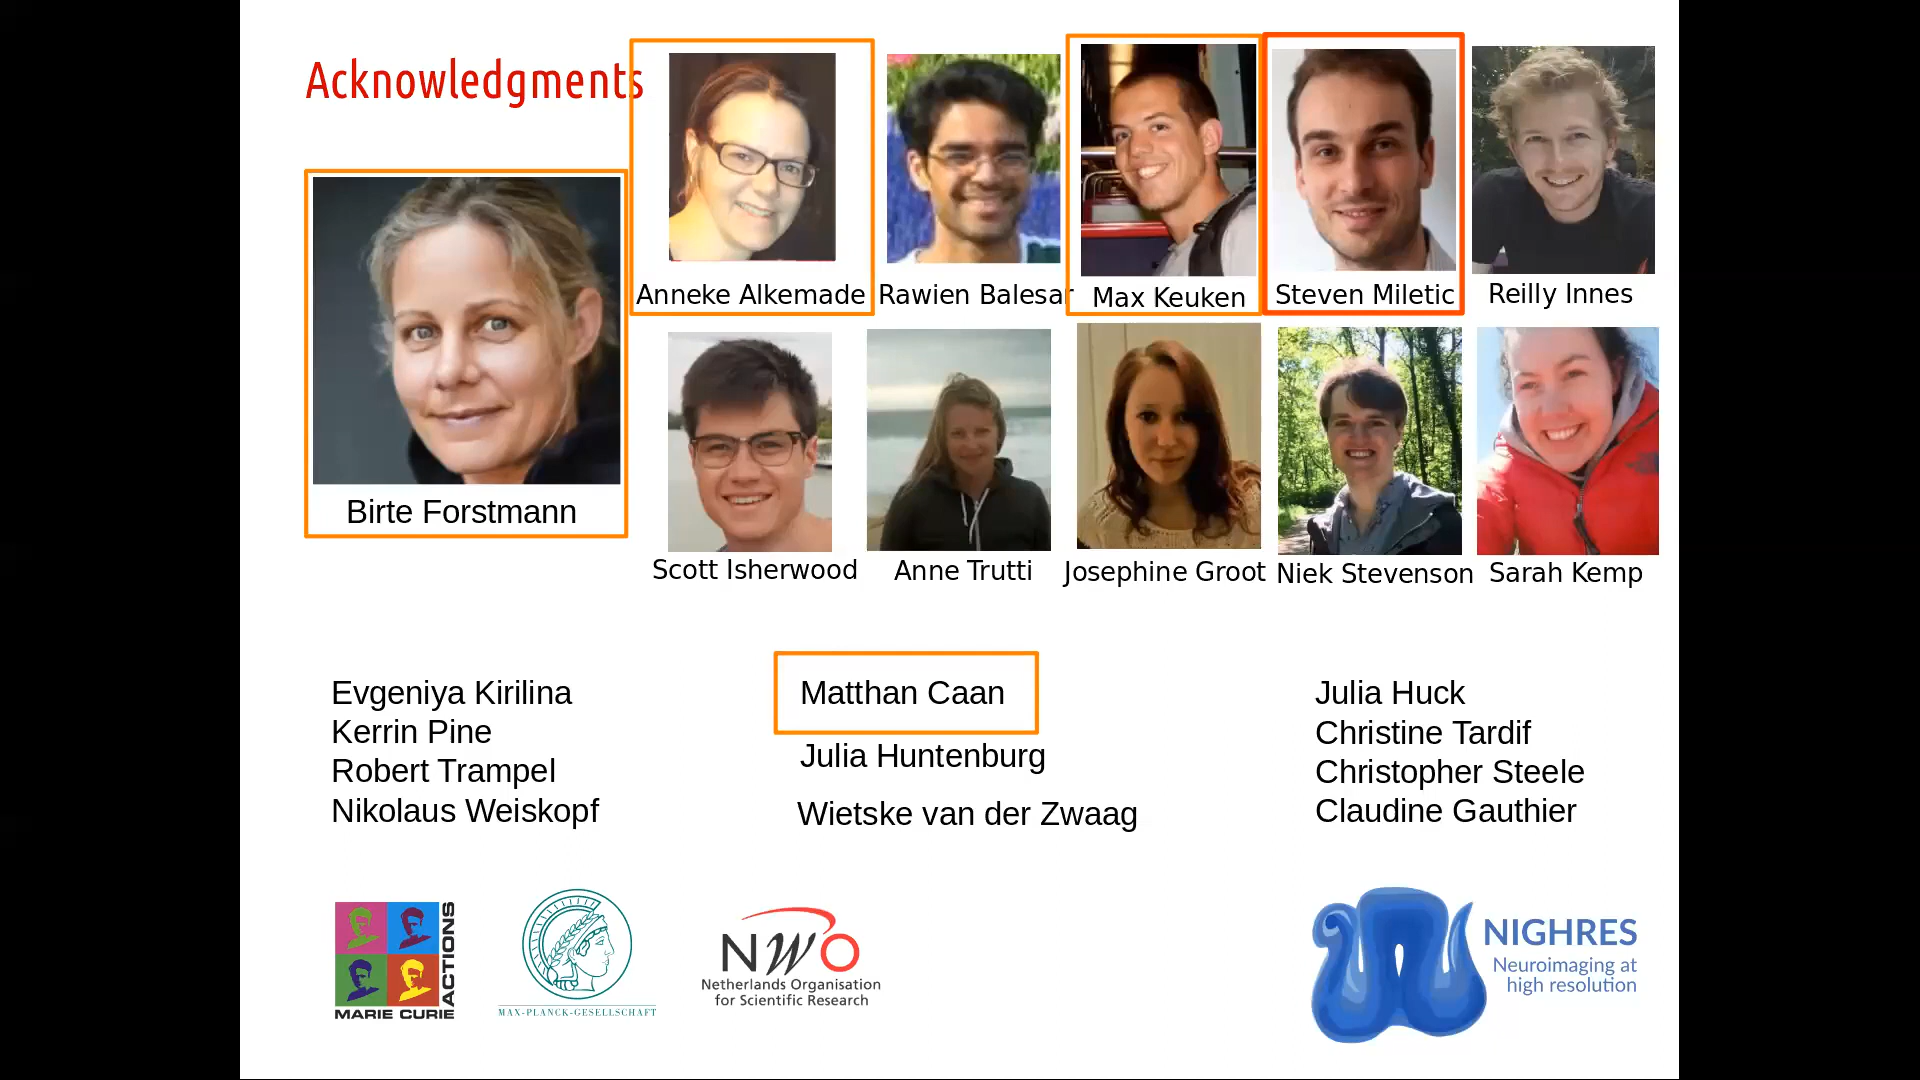 Acknowledgments
Anneke Alkemade
Rawien Balesar
Max Keuken
Steven Miletic
Reilly Innes
Birte Forstmann
Scott Isherwood
Anne Trutti
Josephine Groot
Niek Stevenson
Sarah Kemp
Evgeniya Kirilina
Kerrin Pine
Robert Trampel
Nikolaus Weiskopf
Matthan Caan
Julia Huntenburg
Wietske van der Zwaag
Julia Huck
Christine Tardif
Christopher Steele
Claudine Gauthier
MARIE CURIE
ACTIONS
MAX-PLANCK-GESELLSCHAFT
NWO
Netherlands Organisation
for Scientific Research
NIGHRES
Neuroimaging at
high resolution